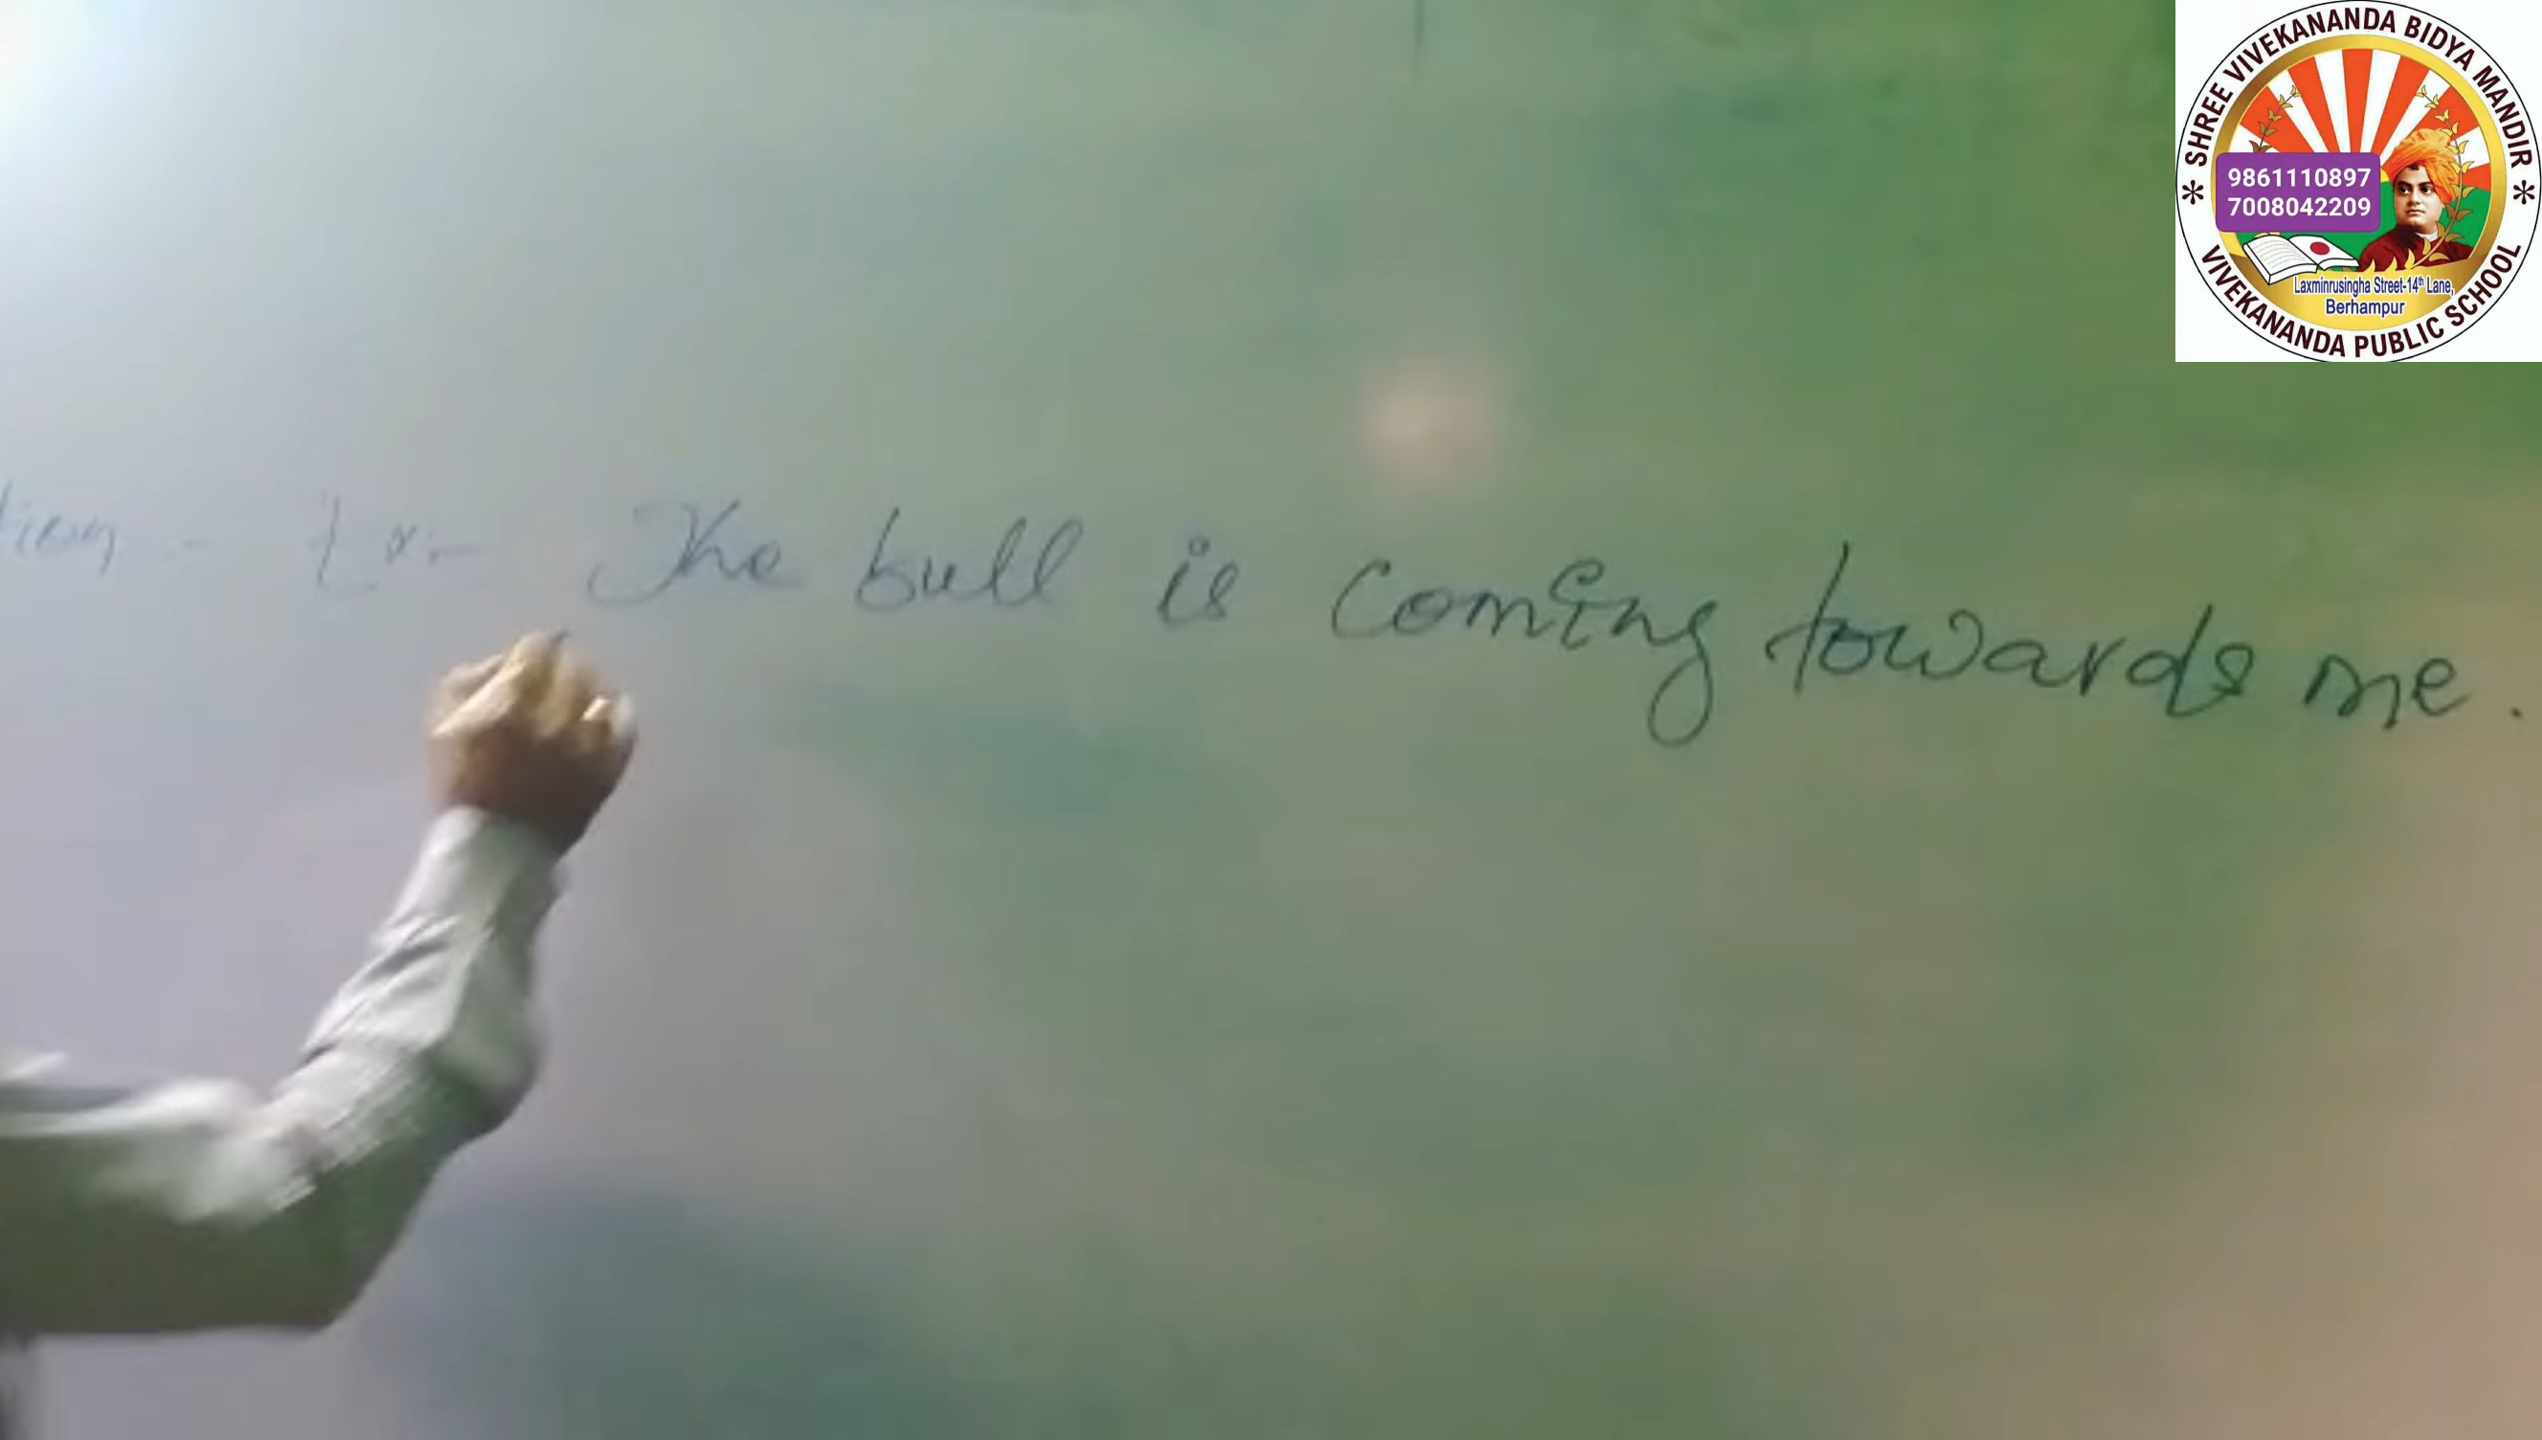 tion - Ex:- The bull is coming towards me.
SHREE VIVEKANANDA BIDYA MANDIR
9861110897
7008042209
Laxminrusingha Street-14th Lane,
Berhampur
VIVEKANANDA PUBLIC SCHOOL